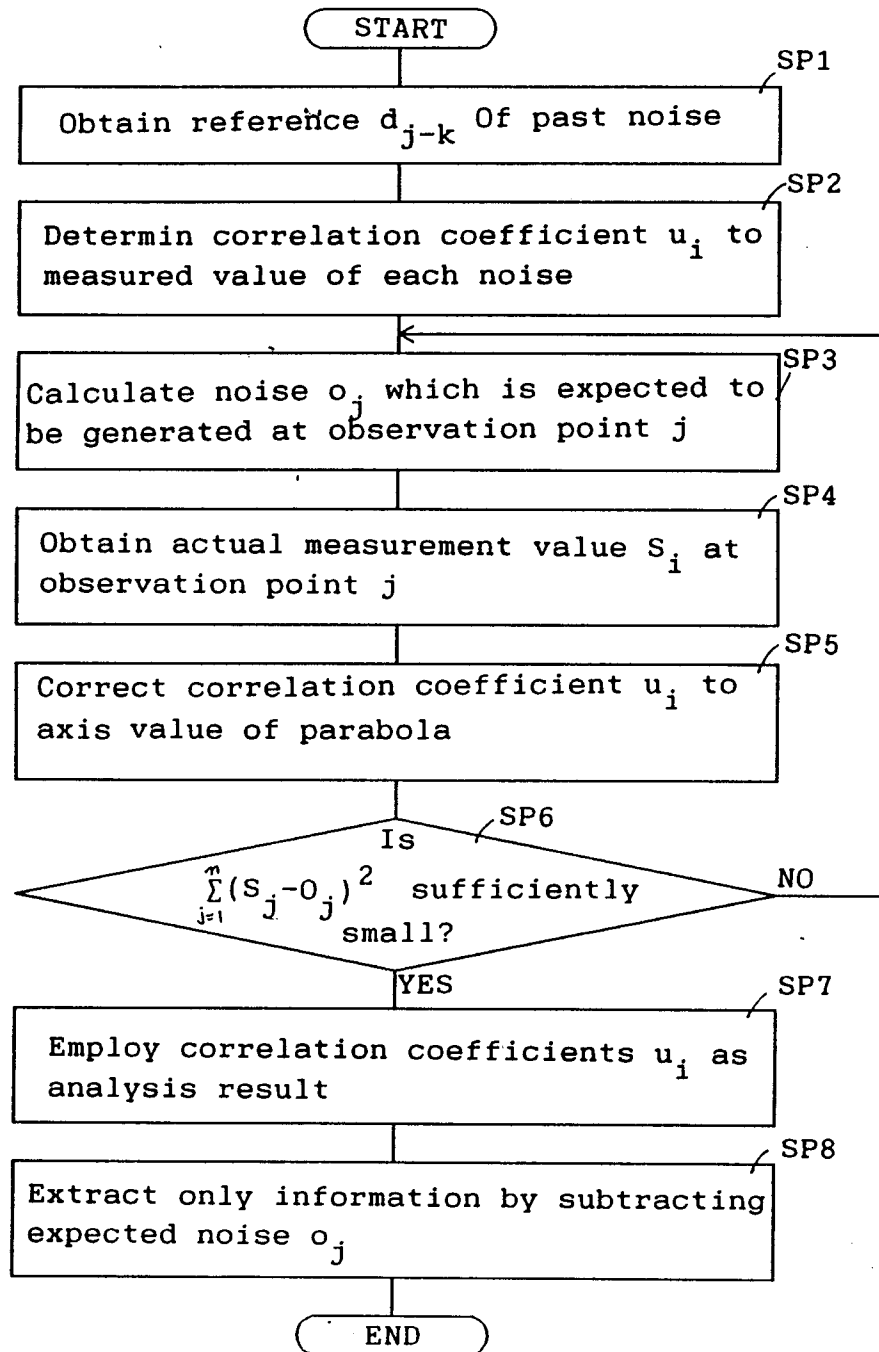 START
SP1
Obtain reference d_{j-k} Of past noise
SP2
Determin correlation coefficient u_i to
measured value of each noise
SP3
Calculate noise o_j which is expected to
be generated at observation point j
SP4
Obtain actual measurement value S_i at
observation point j
SP5
Correct correlation coefficient u_i to
axis value of parabola
SP6
Is
\sum_{j=1}^{n}(S_j-O_j)^2 sufficiently
small?
NO
YES
SP7
Employ correlation coefficients u_i as
analysis result
SP8
Extract only information by subtracting
expected noise o_j
END